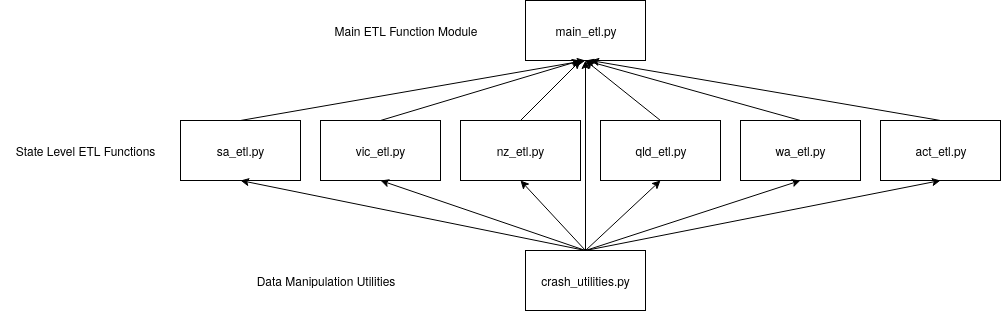 Main ETL Function Module
main_etl.py
State Level ETL Functions
sa_etl.py
vic_etl.py
nz_etl.py
qld_etl.py
wa_etl.py
act_etl.py
Data Manipulation Utilities
crash_utilities.py